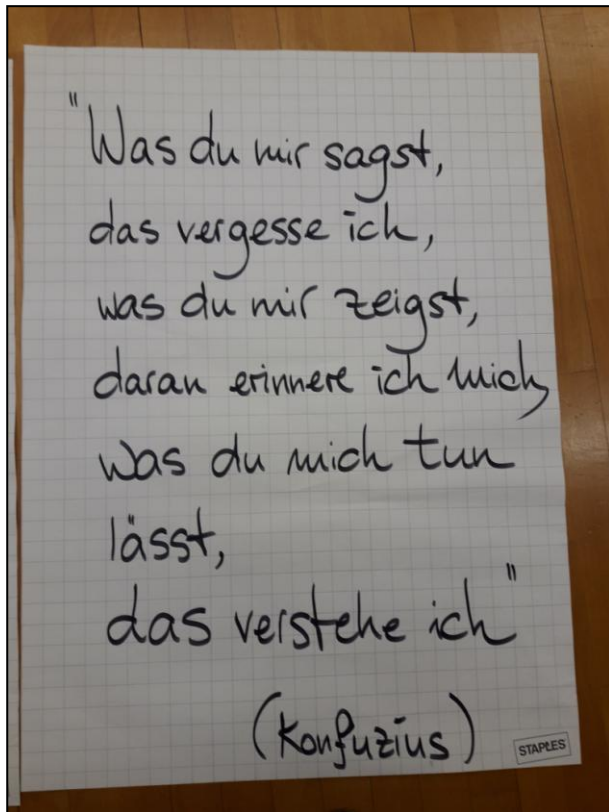 "Was du mir sagst,
das vergesse ich,
was du mir zeigst,
daran erinnere ich mich,
was du mich tun
lässt,
das verstehe ich"
(Konfuzius)
STAPLES